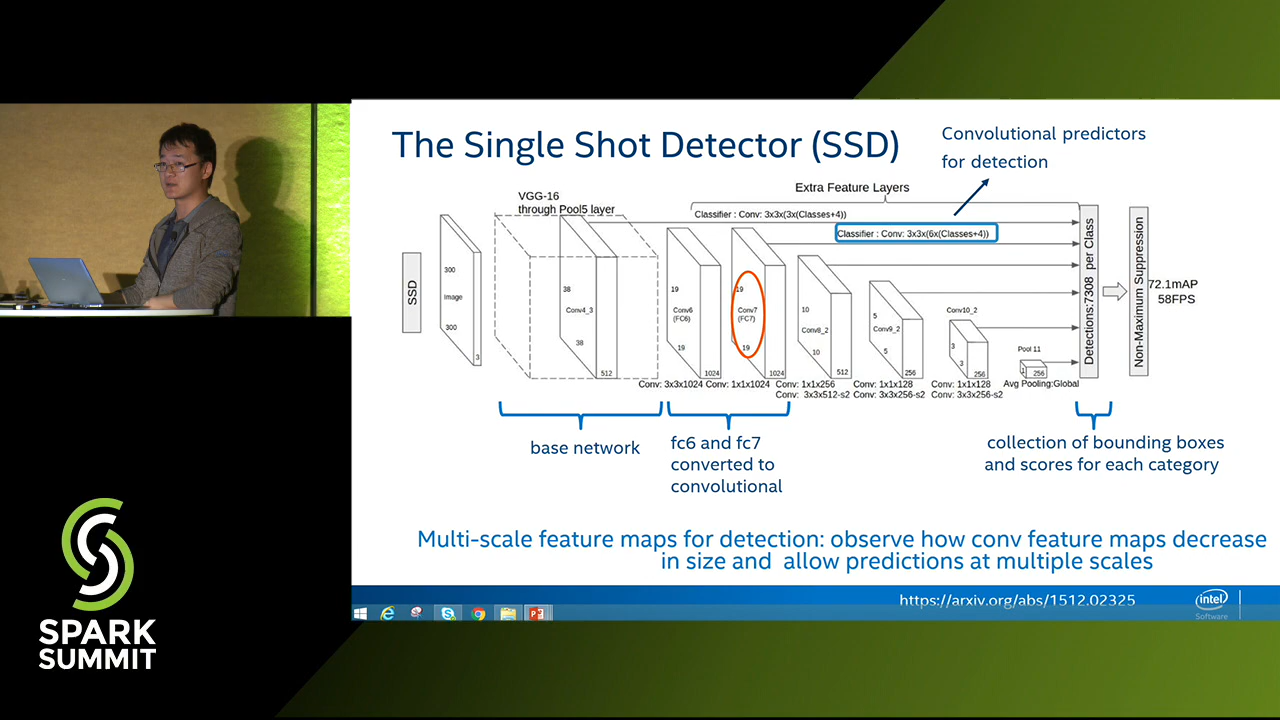 The Single Shot Detector (SSD)
Convolutional predictors
for detection
VGG-16
through Pool5 layer
Extra Feature Layers
Classifier : Conv: 3x3x(3x(Classes+4))
Classifier : Conv: 3x3x(6x(Classes+4))
SSD
300
Image
300
3
38
Conv4_3
38
512
19
Conv6
(FC6)
19
1024
19
Conv7
(FC7)
19
1024
10
Conv8_2
10
512
5
Conv9_2
5
256
Conv10_2
3
3
256
Pool 11
1
256
Detections:7308 per Class
Non-Maximum Suppression
72.1mAP
58FPS
Conv: 3x3x1024
Conv: 1x1x1024
Conv: 1x1x256
Conv: 3x3x512-s2
Conv: 1x1x128
Conv: 3x3x256-s2
Conv: 1x1x128
Conv: 3x3x256-s2
Avg Pooling:Global
base network
fc6 and fc7
converted to
convolutional
collection of bounding boxes
and scores for each category
Multi-scale feature maps for detection: observe how conv feature maps decrease
in size and allow predictions at multiple scales
https://arxiv.org/abs/1512.02325
intel
Software
SPARK
SUMMIT